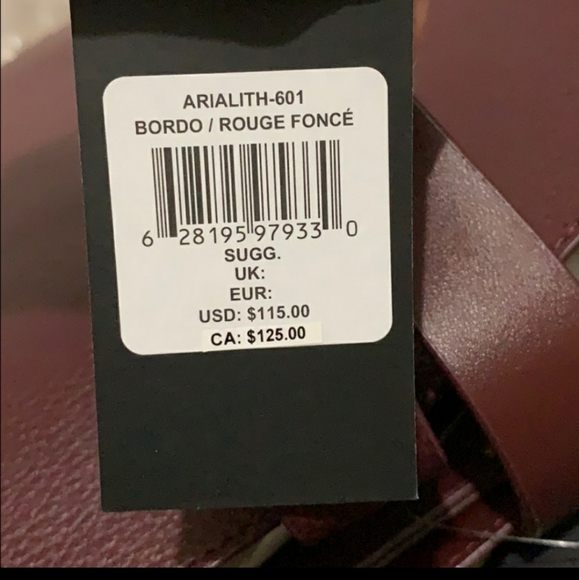 ARIALITH-601
BORDO / ROUGE FONCÉ
6 28195 97933 0
SUGG.
UK:
EUR:
USD: $115.00
CA: $125.00